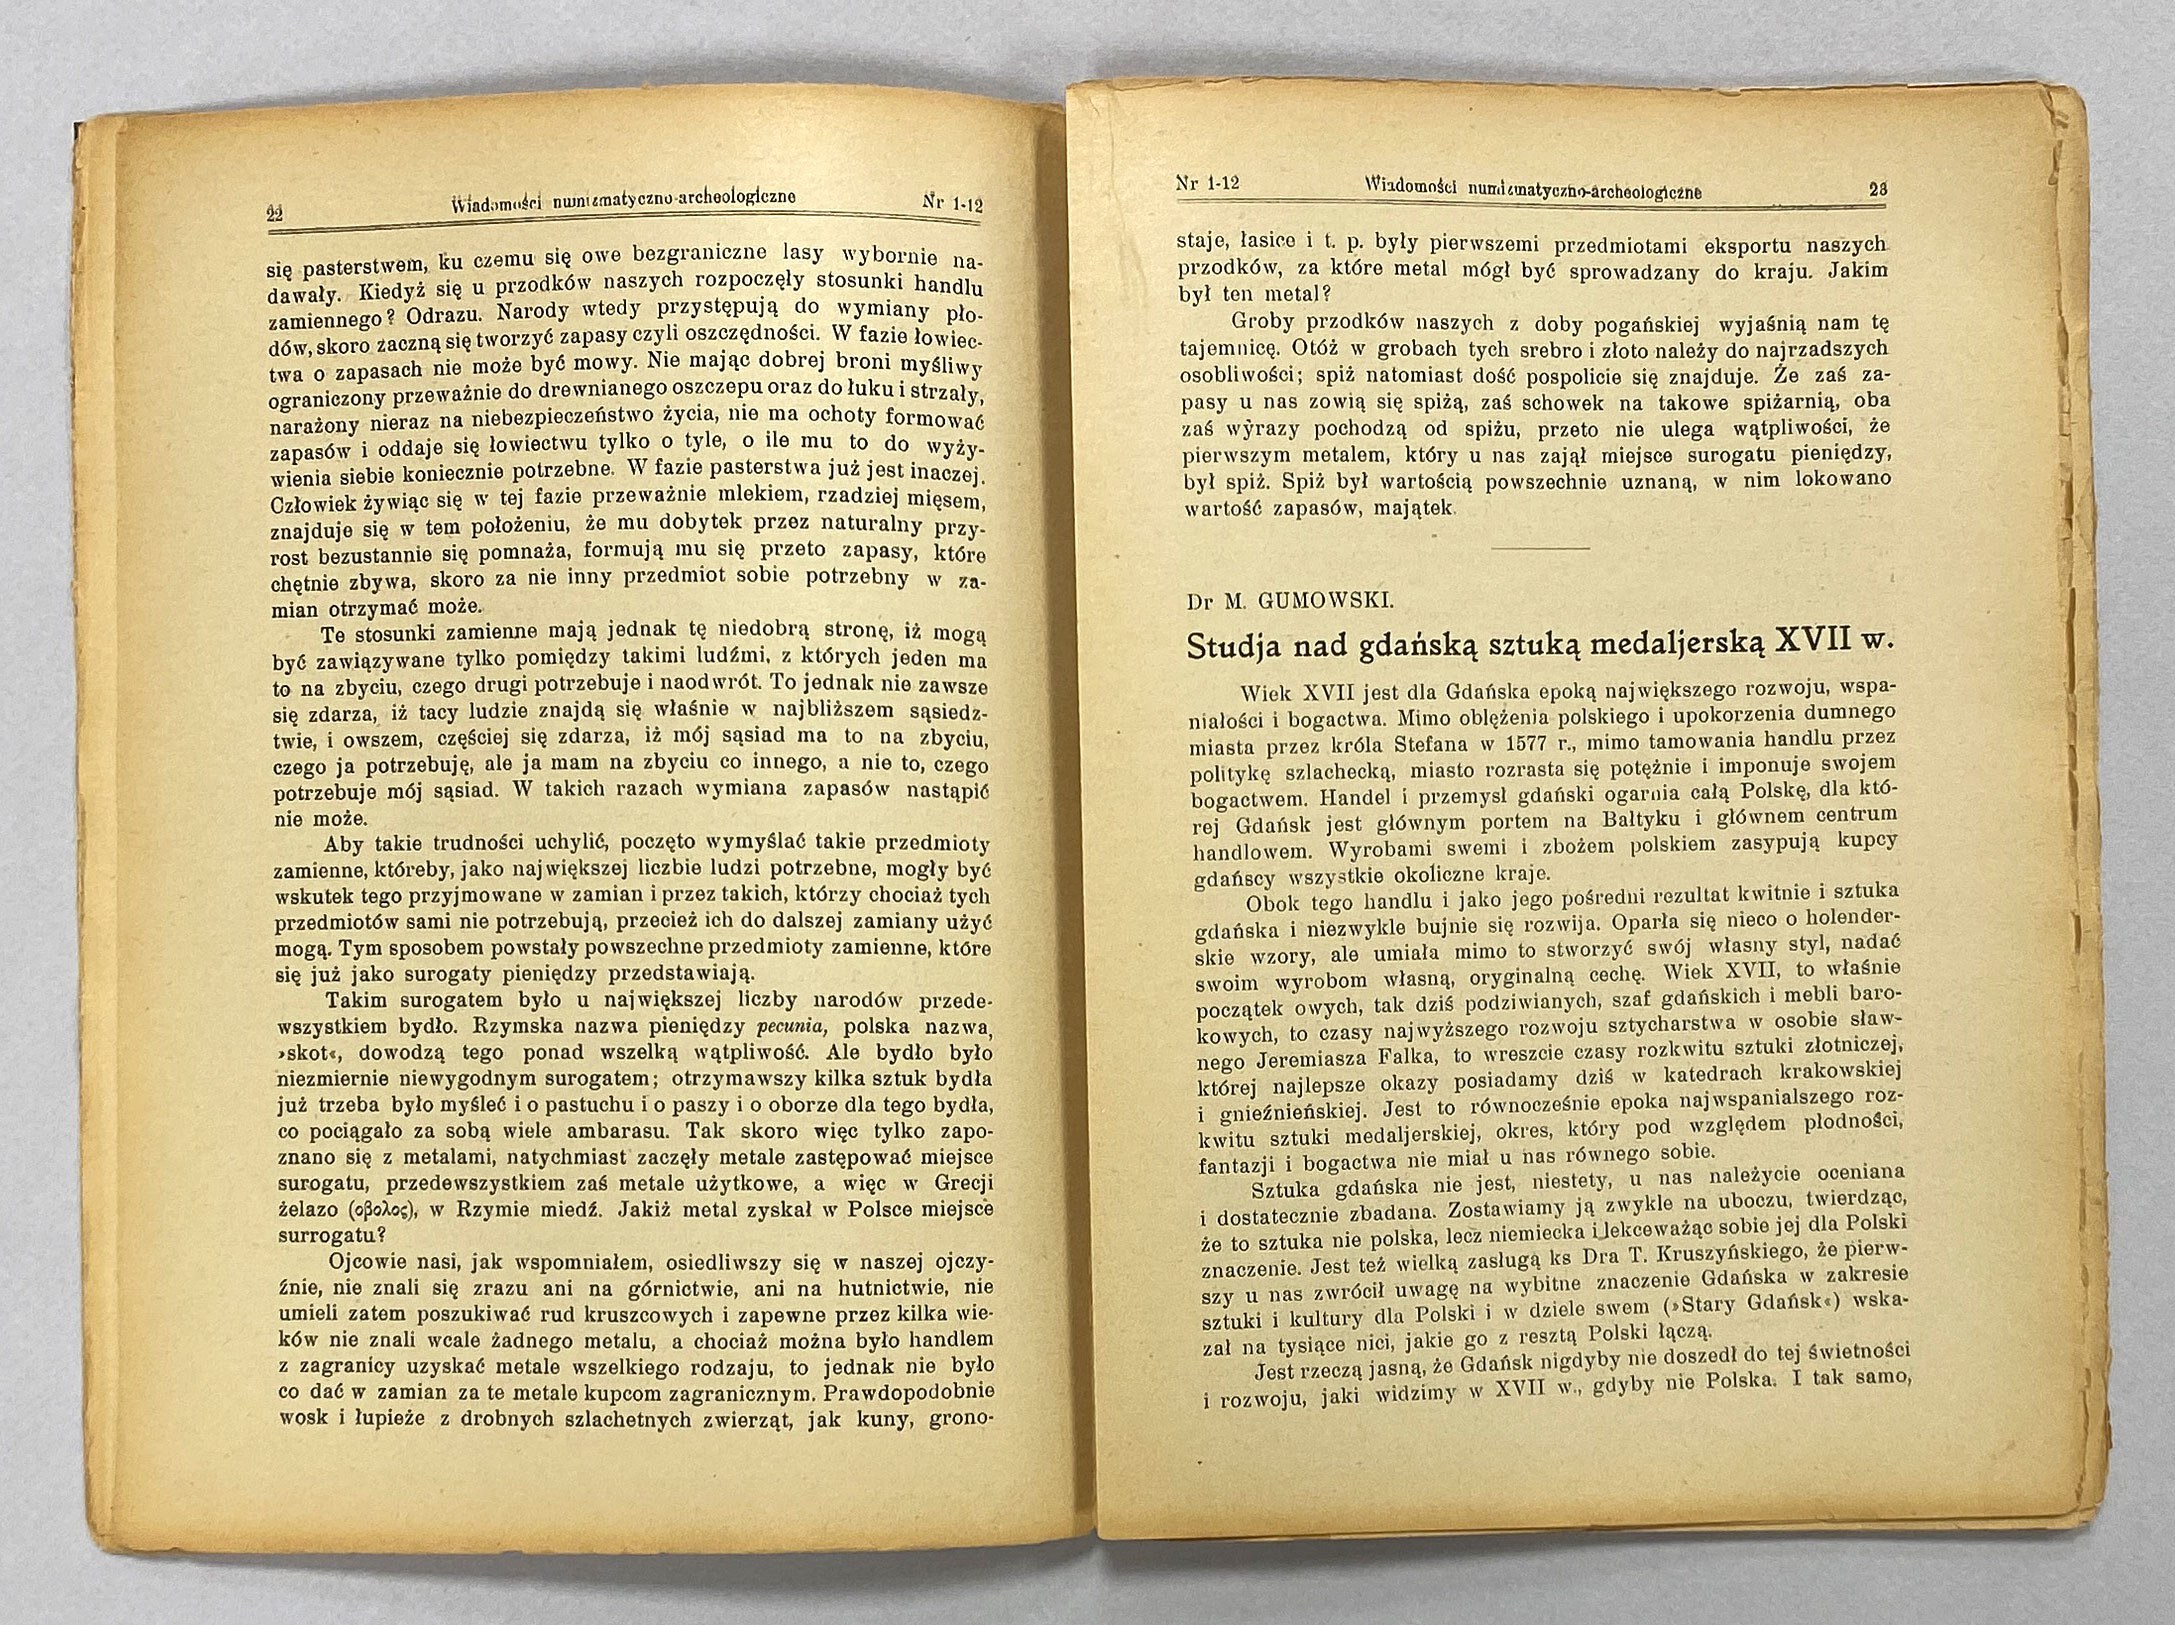 22 Wiadomości numizmatyczno-archeologiczne Nr 1-12
się pasterstwem, ku czemu się owe bezgraniczne lasy wybornie na-
dawały. Kiedyż się u przodków naszych rozpoczęły stosunki handlu
zamiennego? Odrazu. Narody wtedy przystępują do wymiany pło-
dów, skoro zaczną się tworzyć zapasy czyli oszczędności. W fazie łowiec-
twa o zapasach nie może być mowy. Nie mając dobrej broni myśliwy
ograniczony przeważnie do drewnianego oszczepu oraz do łuku i strzały,
narażony nieraz na niebezpieczeństwo życia, nie ma ochoty formować
zapasów i oddaje się łowiectwu tylko o tyle, o ile mu to do wyży-
wienia siebie koniecznie potrzebne. W fazie pasterstwa już jest inaczej.
Człowiek żywiąc się w tej fazie przeważnie mlekiem, rzadziej mięsem,
znajduje się w tem położeniu, że mu dobytek przez naturalny przy-
rost bezustannie się pomnaża, formują mu się przeto zapasy, które
chętnie zbywa, skoro za nie inny przedmiot sobie potrzebny w za-
mian otrzymać może.
Te stosunki zamienne mają jednak tę niedobrą stronę, iż mogą
być zawiązywane tylko pomiędzy takimi ludźmi, z których jeden ma
to na zbyciu, czego drugi potrzebuje i naodwrót. To jednak nie zawsze
się zdarza, iż tacy ludzie znajdą się właśnie w najbliższem sąsiedz-
twie, i owszem, częściej się zdarza, iż mój sąsiad ma to na zbyciu,
czego ja potrzebuję, ale ja mam na zbyciu co innego, a nie to, czego
potrzebuje mój sąsiad. W takich razach wymiana zapasów nastąpić
nie może.
Aby takie trudności uchylić, poczęto wymyślać takie przedmioty
zamienne, któreby, jako największej liczbie ludzi potrzebne, mogły być
wskutek tego przyjmowane w zamian i przez takich, którzy chociaż tych
przedmiotów sami nie potrzebują, przecież ich do dalszej zamiany użyć
mogą. Tym sposobem powstały powszechne przedmioty zamienne, które
się już jako surogaty pieniędzy przedstawiają.
Takim surogatem było u największej liczby narodów przede-
wszystkiem bydło. Rzymska nazwa pieniędzy pecunia, polska nazwa,
»skot«, dowodzą tego ponad wszelką wątpliwość. Ale bydło było
niezmiernie niewygodnym surogatem; otrzymawszy kilka sztuk bydła
już trzeba było myśleć i o pastuchu i o paszy i o oborze dla tego bydła,
co pociągało za sobą wiele ambarasu. Tak skoro więc tylko zapo-
znano się z metalami, natychmiast zaczęły metale zastępować miejsce
surogatu, przedewszystkiem zaś metale użytkowe, a więc w Grecji
żelazo (οβολος), w Rzymie miedź. Jakiż metal zyskał w Polsce miejsce
surrogatu?
Ojcowie nasi, jak wspomniałem, osiedliwszy się w naszej ojczy-
źnie, nie znali się zrazu ani na górnictwie, ani na hutnictwie, nie
umieli zatem poszukiwać rud kruszcowych i zapewne przez kilka wie-
ków nie znali wcale żadnego metalu, a chociaż można było handlem
z zagranicy uzyskać metale wszelkiego rodzaju, to jednak nie było
co dać w zamian za te metale kupcom zagranicznym. Prawdopodobnie
wosk i łupieże z drobnych szlachetnych zwierząt, jak kuny, grono-
Nr 1-12 Wiadomości numizmatyczno-archeologiczne 23
staje, łasice i t. p. były pierwszemi przedmiotami eksportu naszych
przodków, za które metal mógł być sprowadzany do kraju. Jakim
był ten metal?
Groby przodków naszych z doby pogańskiej wyjaśnią nam tę
tajemnicę. Otóż w grobach tych srebro i złoto należy do najrzadszych
osobliwości; spiż natomiast dość pospolicie się znajduje. Że zaś za-
pasy u nas zowią się spiżą, zaś schowek na takowe spiżarnią, oba
zaś wyrazy pochodzą od spiżu, przeto nie ulega wątpliwości, że
pierwszym metalem, który u nas zajął miejsce surogatu pieniędzy,
był spiż. Spiż był wartością powszechnie uznaną, w nim lokowano
wartość zapasów, majątek.
Dr M. GUMOWSKI.
Studja nad gdańską sztuką medaljerską XVII w.
Wiek XVII jest dla Gdańska epoką największego rozwoju, wspa-
niałości i bogactwa. Mimo oblężenia polskiego i upokorzenia dumnego
miasta przez króla Stefana w 1577 r., mimo tamowania handlu przez
politykę szlachecką, miasto rozrasta się potężnie i imponuje swojem
bogactwem. Handel i przemysł gdański ogarnia całą Polskę, dla któ-
rej Gdańsk jest głównym portem na Bałtyku i głównem centrum
handlowem. Wyrobami swemi i zbożem polskiem zasypują kupcy
gdańscy wszystkie okoliczne kraje.
Obok tego handlu i jako jego pośredni rezultat kwitnie i sztuka
gdańska i niezwykle bujnie się rozwija. Oparła się nieco o holender-
skie wzory, ale umiała mimo to stworzyć swój własny styl, nadać
swoim wyrobom własną, oryginalną cechę. Wiek XVII, to właśnie
początek owych, tak dziś podziwianych, szaf gdańskich i mebli baro-
kowych, to czasy najwyższego rozwoju sztycharstwa w osobie sław-
nego Jeremiasza Falka, to wreszcie czasy rozkwitu sztuki złotniczej,
której najlepsze okazy posiadamy dziś w katedrach krakowskiej
i gnieźnieńskiej. Jest to równocześnie epoka najwspanialszego roz-
kwitu sztuki medaljerskiej, okres, który pod względem płodności,
fantazji i bogactwa nie miał u nas równego sobie.
Sztuka gdańska nie jest, niestety, u nas należycie oceniana
i dostatecznie zbadana. Zostawiamy ją zwykle na uboczu, twierdząc,
że to sztuka nie polska, lecz niemiecka i lekceważąc sobie jej dla Polski
znaczenie. Jest też wielką zasługą ks Dra T. Kruszyńskiego, że pierw-
szy u nas zwrócił uwagę na wybitne znaczenie Gdańska w zakresie
sztuki i kultury dla Polski i w dziele swem (»Stary Gdańsk«) wska-
zał na tysiące nici, jakie go z resztą Polski łączą.
Jest rzeczą jasną, że Gdańsk nigdyby nie doszedł do tej świetności
i rozwoju, jaki widzimy w XVII w., gdyby nie Polska. I tak samo,